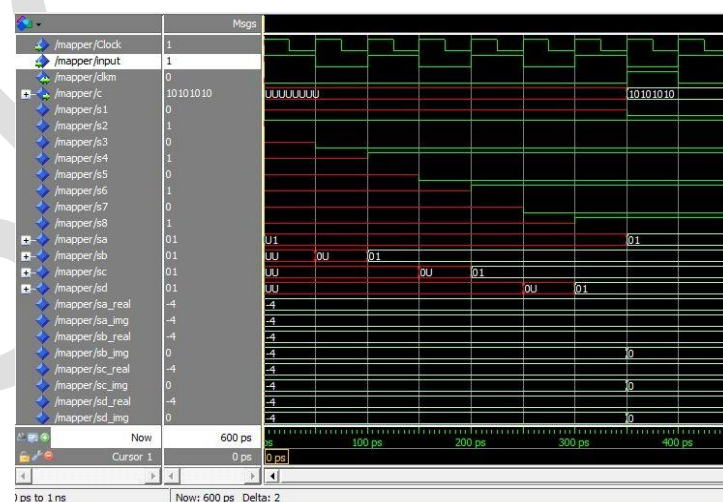 Msgs
/mapper/Clock 1
/mapper/input 1
/mapper/clkm 0
/mapper/c 10101010 UUUUUUUU 10101010
/mapper/s1 0
/mapper/s2 1
/mapper/s3 0
/mapper/s4 1
/mapper/s5 0
/mapper/s6 1
/mapper/s7 0
/mapper/s8 1
/mapper/sa 01 U1 01
/mapper/sb 01 UU 0U 01
/mapper/sc 01 UU 0U 01
/mapper/sd 01 UU 0U 01
/mapper/sa_real -4 -4
/mapper/sa_img -4 -4
/mapper/sb_real -4 -4
/mapper/sb_img 0 -4 0
/mapper/sc_real -4 -4
/mapper/sc_img 0 -4 0
/mapper/sd_real -4 -4
/mapper/sd_img 0 -4 0
Now 600 ps ps 100 ps 200 ps 300 ps 400 ps
Cursor 1 0 ps 0 ps
ps to 1 ns Now: 600 ps Delta: 2